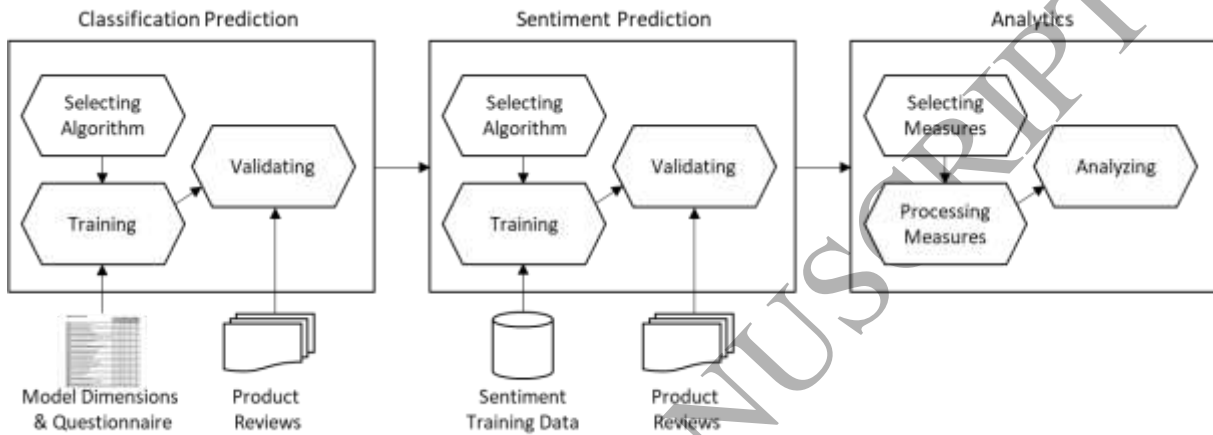 Classification Prediction
Sentiment Prediction
Analytics
Selecting
Algorithm
Training
Validating
Selecting
Algorithm
Training
Validating
Selecting
Measures
Processing
Measures
Analyzing
Model Dimensions
& Questionnaire
Product
Reviews
Sentiment
Training Data
Product
Reviews
NUSCRIPT